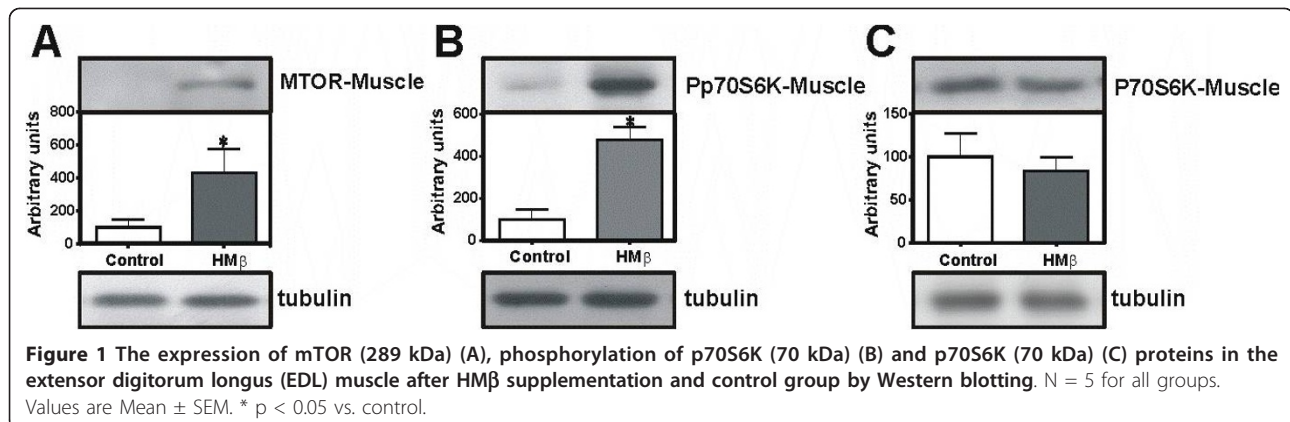 A
MTOR-Muscle
Arbitrary units
800
600
400
200
0
*
Control HMβ
tubulin
B
Pp70S6K-Muscle
Arbitrary units
600
400
200
0
*
Control HMβ
tubulin
C
P70S6K-Muscle
Arbitrary units
150
100
50
0
Control HMβ
tubulin
Figure 1 The expression of mTOR (289 kDa) (A), phosphorylation of p70S6K (70 kDa) (B) and p70S6K (70 kDa) (C) proteins in the
extensor digitorum longus (EDL) muscle after HMβ supplementation and control group by Western blotting. N = 5 for all groups.
Values are Mean ± SEM. * p < 0.05 vs. control.